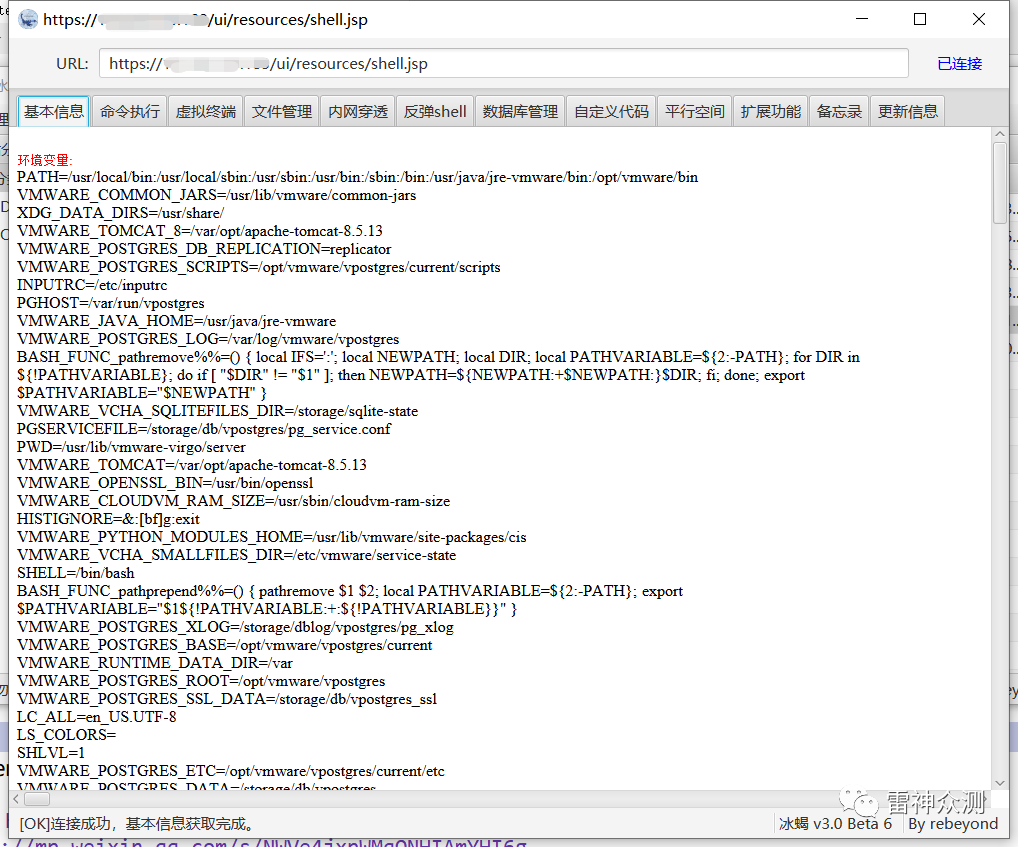 https:// /ui/resources/shell.jsp
URL: https:// /ui/resources/shell.jsp 已连接
基本信息 命令执行 虚拟终端 文件管理 内网穿透 反弹shell 数据库管理 自定义代码 平行空间 扩展功能 备忘录 更新信息
环境变量:
PATH=/usr/local/bin:/usr/local/sbin:/usr/sbin:/usr/bin:/sbin:/bin:/usr/java/jre-vmware/bin:/opt/vmware/bin
VMWARE_COMMON_JARS=/usr/lib/vmware/common-jars
XDG_DATA_DIRS=/usr/share/
VMWARE_TOMCAT_8=/var/opt/apache-tomcat-8.5.13
VMWARE_POSTGRES_DB_REPLICATION=replicator
VMWARE_POSTGRES_SCRIPTS=/opt/vmware/vpostgres/current/scripts
INPUTRC=/etc/inputrc
PGHOST=/var/run/vpostgres
VMWARE_JAVA_HOME=/usr/java/jre-vmware
VMWARE_POSTGRES_LOG=/var/log/vmware/vpostgres
BASH_FUNC_pathremove%%=() { local IFS=':'; local NEWPATH; local DIR; local PATHVARIABLE=${2:-PATH}; for DIR in
${!PATHVARIABLE}; do if [ "$DIR" != "$1" ]; then NEWPATH=${NEWPATH:+$NEWPATH:}$DIR; fi; done; export
$PATHVARIABLE="$NEWPATH" }
VMWARE_VCHA_SQLITEFILES_DIR=/storage/sqlite-state
PGSERVICEFILE=/storage/db/vpostgres/pg_service.conf
PWD=/usr/lib/vmware-virgo/server
VMWARE_TOMCAT=/var/opt/apache-tomcat-8.5.13
VMWARE_OPENSSL_BIN=/usr/bin/openssl
VMWARE_CLOUDVM_RAM_SIZE=/usr/sbin/cloudvm-ram-size
HISTIGNORE=&:[bf]g:exit
VMWARE_PYTHON_MODULES_HOME=/usr/lib/vmware/site-packages/cis
VMWARE_VCHA_SMALLFILES_DIR=/etc/vmware/service-state
SHELL=/bin/bash
BASH_FUNC_pathprepend%%=() { pathremove $1 $2; local PATHVARIABLE=${2:-PATH}; export
$PATHVARIABLE="$1${!PATHVARIABLE:+:${!PATHVARIABLE}}" }
VMWARE_POSTGRES_XLOG=/storage/dblog/vpostgres/pg_xlog
VMWARE_POSTGRES_BASE=/opt/vmware/vpostgres/current
VMWARE_RUNTIME_DATA_DIR=/var
VMWARE_POSTGRES_ROOT=/opt/vmware/vpostgres
VMWARE_POSTGRES_SSL_DATA=/storage/db/vpostgres_ssl
LC_ALL=en_US.UTF-8
LS_COLORS=
SHLVL=1
VMWARE_POSTGRES_ETC=/opt/vmware/vpostgres/current/etc
VMWARE_POSTGRES_DATA=/storage/db/vpostgres
雷神众测
[OK]连接成功，基本信息获取完成。 冰蝎 v3.0 Beta 6 By rebeyond